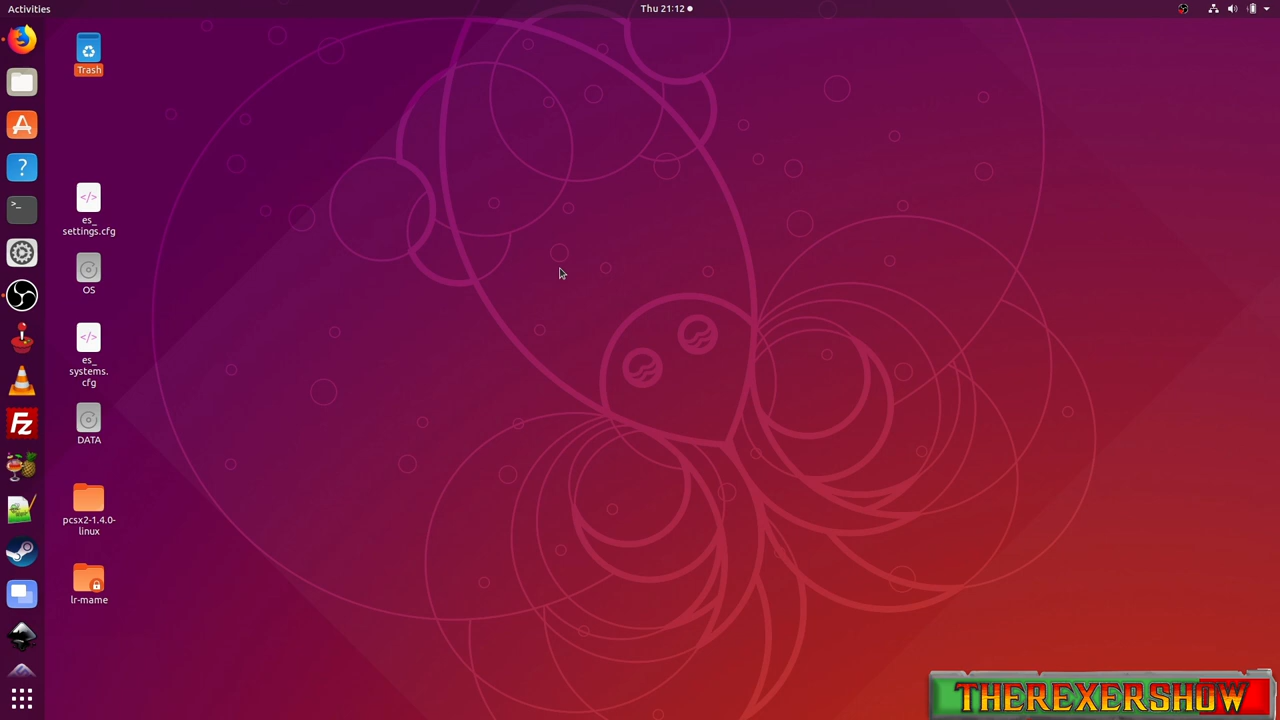 Activities
Thu 21:12
Trash
es_
settings.cfg
OS
es_
systems.
cfg
DATA
pcsx2-1.4.0-
linux
lr-mame
THEREXERSHOW